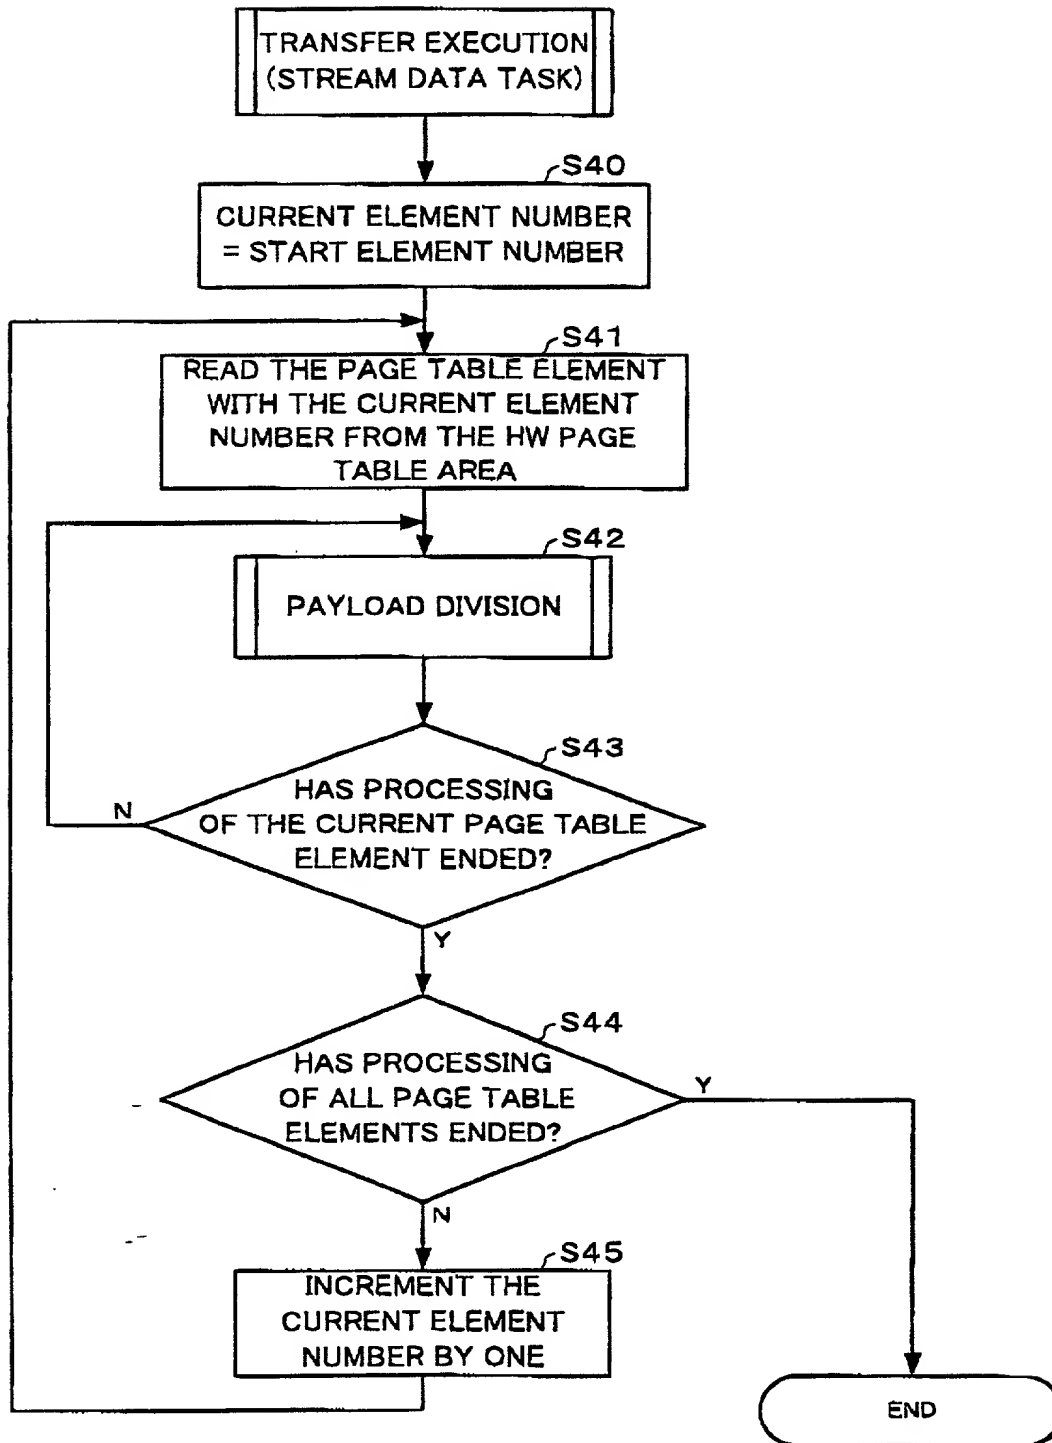 TRANSFER EXECUTION
(STREAM DATA TASK)
S40
CURRENT ELEMENT NUMBER
= START ELEMENT NUMBER
S41
READ THE PAGE TABLE ELEMENT
WITH THE CURRENT ELEMENT
NUMBER FROM THE HW PAGE
TABLE AREA
S42
PAYLOAD DIVISION
S43
HAS PROCESSING
OF THE CURRENT PAGE TABLE
ELEMENT ENDED?
N
Y
S44
HAS PROCESSING
OF ALL PAGE TABLE
ELEMENTS ENDED?
Y
N
S45
INCREMENT THE
CURRENT ELEMENT
NUMBER BY ONE
END